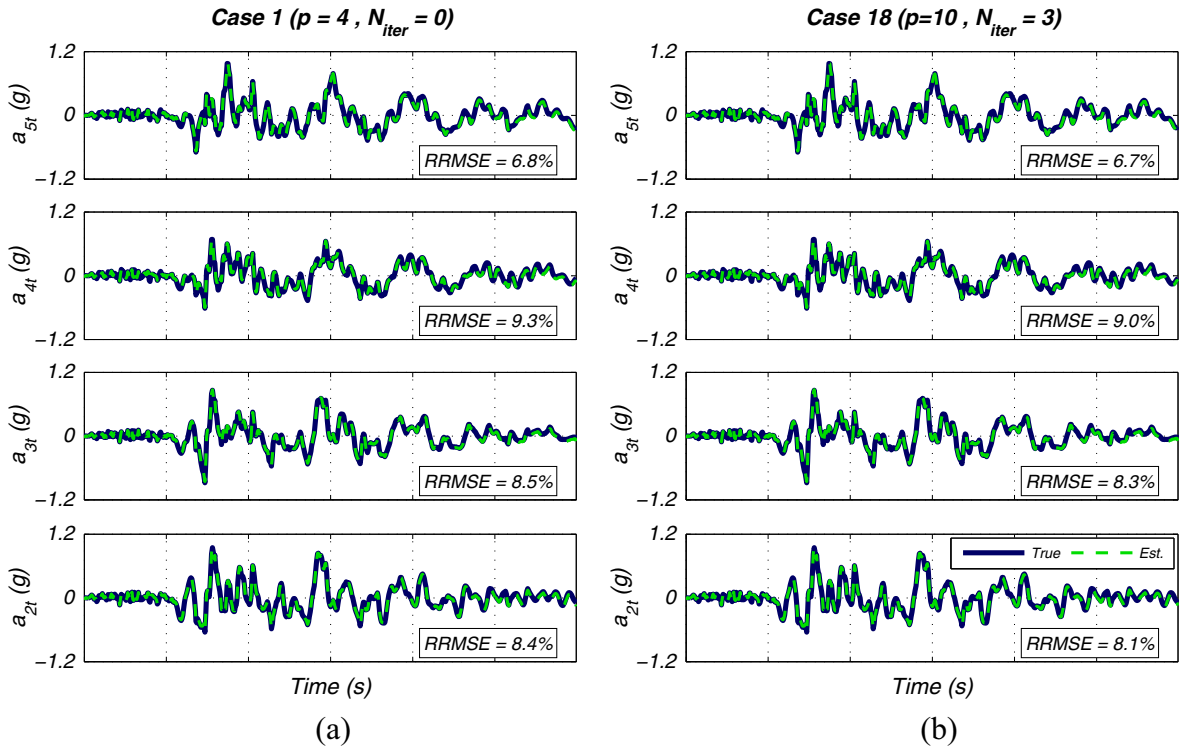 Case 1 (p = 4 , N_iter = 0)
1.2
0
−1.2
a_5t (g)
RRMSE = 6.8%
1.2
0
−1.2
a_4t (g)
RRMSE = 9.3%
1.2
0
−1.2
a_3t (g)
RRMSE = 8.5%
1.2
0
−1.2
a_2t (g)
RRMSE = 8.4%
Time (s)
(a)
Case 18 (p=10 , N_iter = 3)
1.2
0
−1.2
a_5t (g)
RRMSE = 6.7%
1.2
0
−1.2
a_4t (g)
RRMSE = 9.0%
1.2
0
−1.2
a_3t (g)
RRMSE = 8.3%
1.2
0
−1.2
a_2t (g)
True Est.
RRMSE = 8.1%
Time (s)
(b)